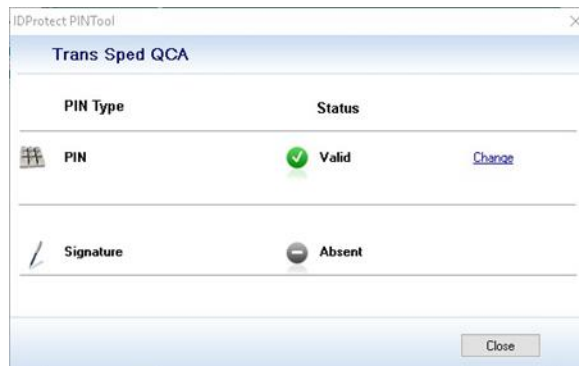 IDProtect PINTool
Trans Sped QCA
PIN Type Status
PIN Valid Change
Signature Absent
Close